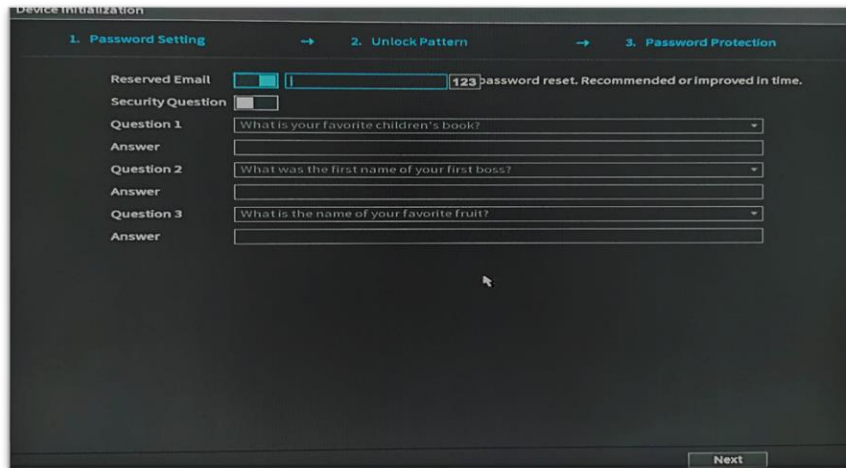 Device Initialization
1. Password Setting → 2. Unlock Pattern → 3. Password Protection
Reserved Email 123 password reset. Recommended or improved in time.
Security Question
Question 1 What is your favorite children's book?
Answer
Question 2 What was the first name of your first boss?
Answer
Question 3 What is the name of your favorite fruit?
Answer
Next